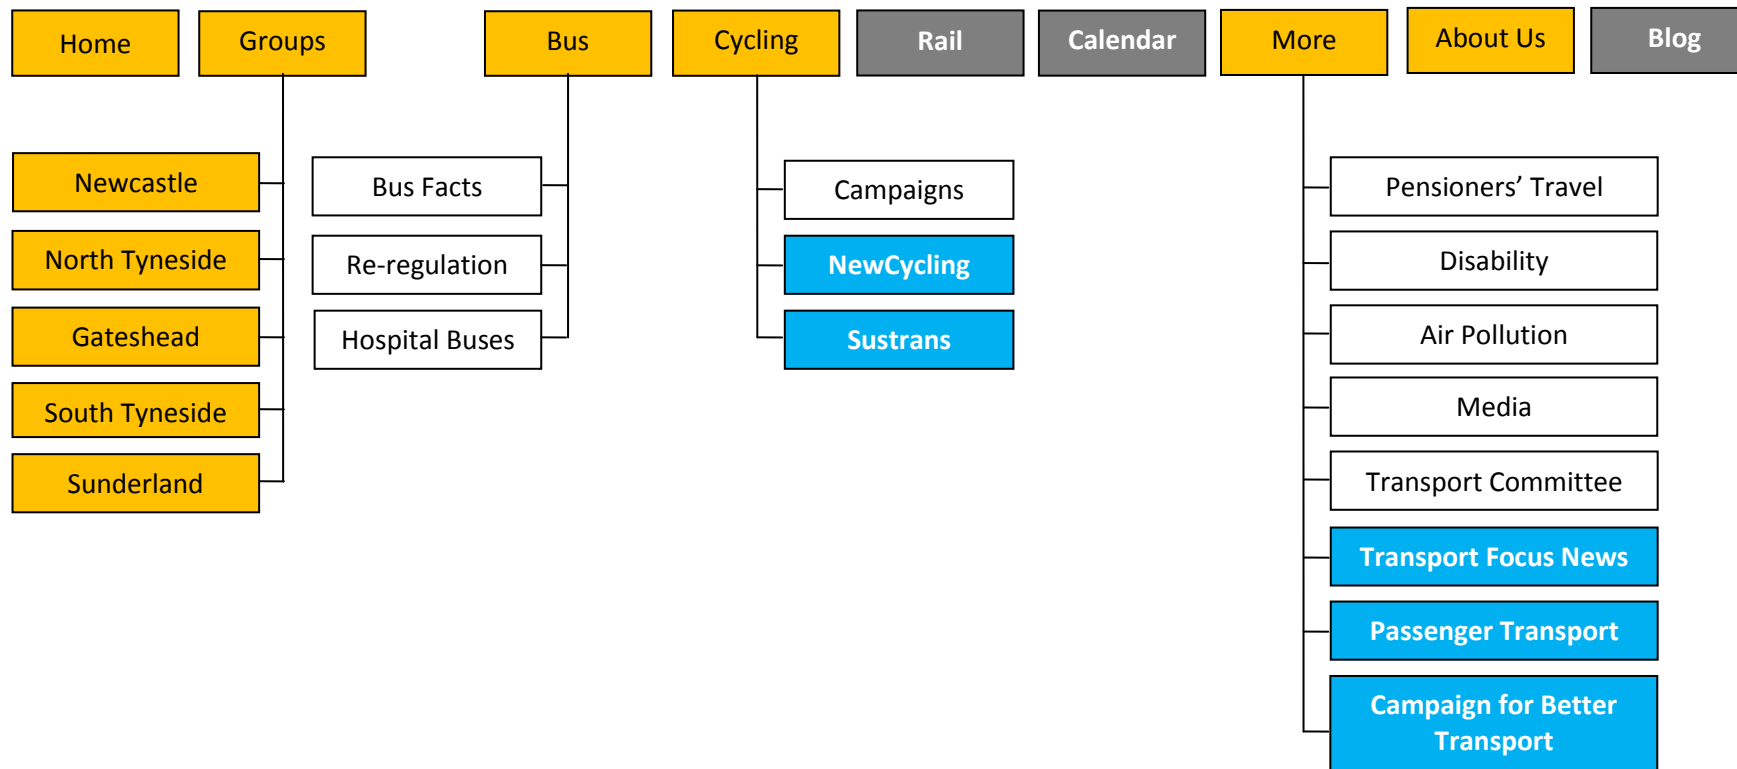 Home
Groups
Bus
Cycling
Rail
Calendar
More
About Us
Blog
Newcastle
North Tyneside
Gateshead
South Tyneside
Sunderland
Bus Facts
Re-regulation
Hospital Buses
Campaigns
NewCycling
Sustrans
Pensioners’ Travel
Disability
Air Pollution
Media
Transport Committee
Transport Focus News
Passenger Transport
Campaign for Better
Transport